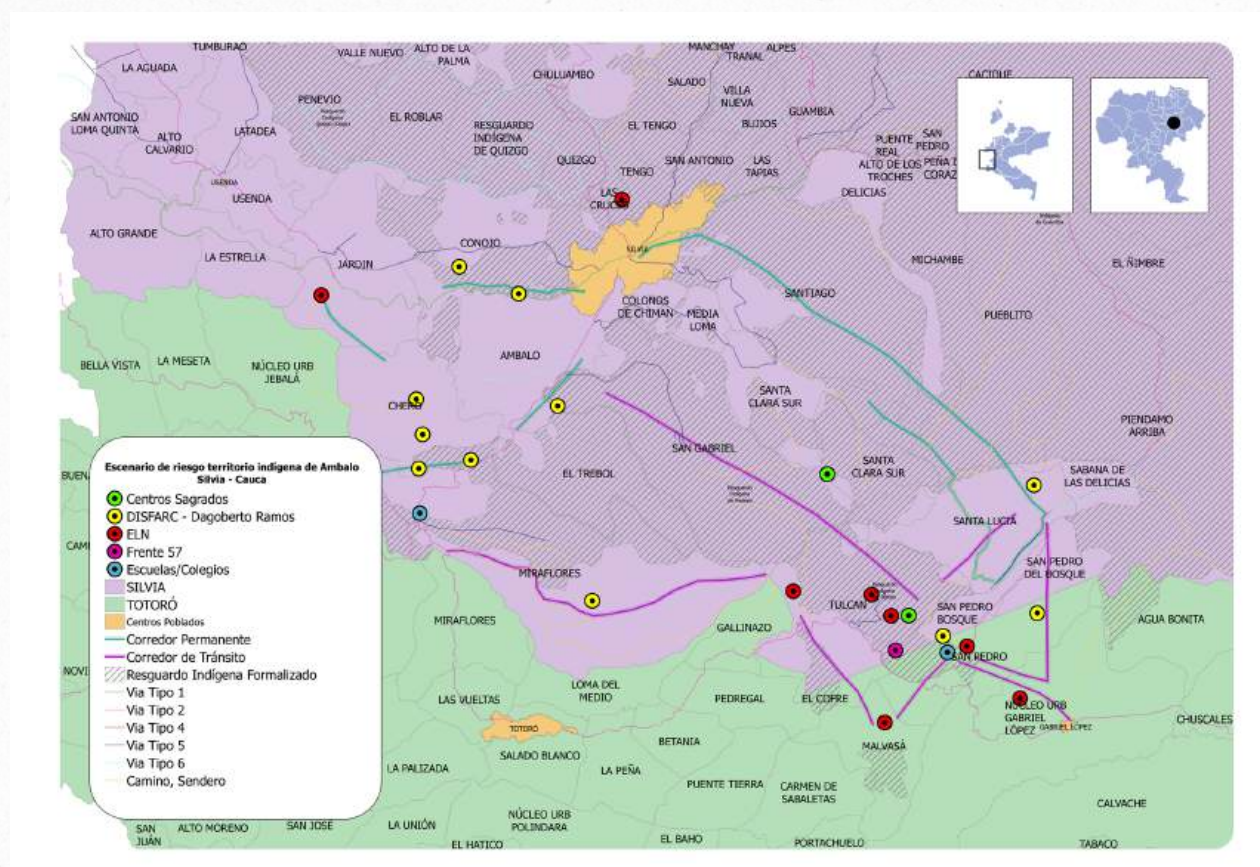 TUMBURAO
VALLE NUEVO
ALTO DE LA
PALMA
MANCHAY
ALPES
TRANAL
LA AGUADA
CHULUAMBO
SALADO
CACIQUE
PENEVIO
VILLA
NUEVA
SAN ANTONIO
LOMA QUINTA
EL ROBLAR
GUAMBIA
ALTO
CALVARIO
LATADEA
RESGUARDO
INDÍGENA
DE QUIZGO
EL TENGO
BUJIOS
PUENTE
REAL
SAN
PEDRO
QUIZGO
TENGO
SAN ANTONIO
LAS
TAPIAS
ALTO DE LOS
TROCHES
PEÑA
CORAZ
USENDA
USENDA
LAS
DELICIAS
ALTO GRANDE
CONOJO
SILVIA
LA ESTRELLA
JARDIN
MICHAMBE
EL ÑIMBRE
SANTIAGO
COLONOS
DE CHIMAN
MEDIA
LOMA
PUEBLITO
BELLA VISTA
LA MESETA
NÚCLEO URB
JEBALÁ
AMBALO
SANTA
CLARA SUR
PIENDAMO
ARRIBA
SAN GABRIEL
EL TREBOL
SANTA
CLARA SUR
SABANA DE
LAS DELICIAS
SANTA LUCIA
SAN PEDRO
DEL BOSQUE
MIRAFLORES
TULCAN
SAN PEDRO
BOSQUE
MIRAFLORES
GALLINAZO
AGUA BONITA
SAN PEDRO
LOMA DEL
MEDIO
LAS VUELTAS
PEDREGAL
EL COFRE
NÚCLEO URB
GABRIEL
LÓPEZ
GABRIEL LÓPEZ
CHUSCALES
TOTORÓ
BETANIA
MALVASÁ
SALADO BLANCO
LA PALIZADA
LA PEÑA
PUENTE TIERRA
CARMEN DE
SABALETAS
CALVACHE
NÚCLEO URB
POLINDARA
SAN
JUÁN
ALTO MORENO
SAN JOSE
LA UNIÓN
EL HATICO
EL BAHO
PORTACHUELO
TABACO
Escenario de riesgo territorio indígena de Ambalo
Silvia - Cauca
Centros Sagrados
DISFARC - Dagoberto Ramos
ELN
Frente 57
Escuelas/Colegios
SILVIA
TOTORÓ
Centros Poblados
Corredor Permanente
Corredor de Tránsito
Resguardo Indígena Formalizado
Via Tipo 1
Via Tipo 2
Via Tipo 4
Via Tipo 5
Via Tipo 6
Camino, Sendero